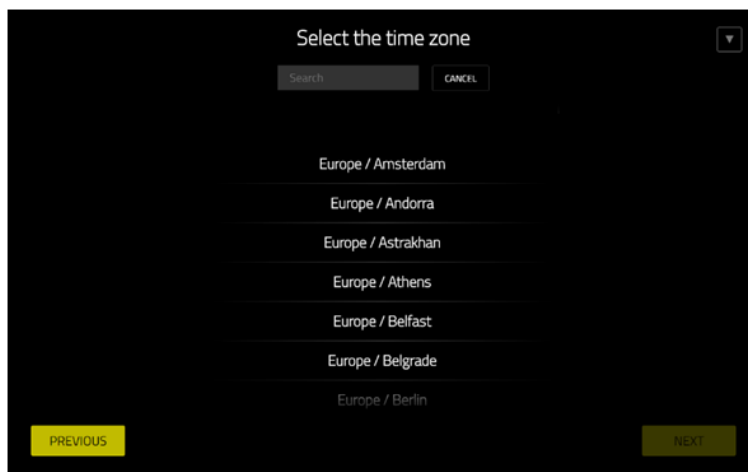 Select the time zone
Search
CANCEL
Europe / Amsterdam
Europe / Andorra
Europe / Astrakhan
Europe / Athens
Europe / Belfast
Europe / Belgrade
Europe / Berlin
PREVIOUS
NEXT